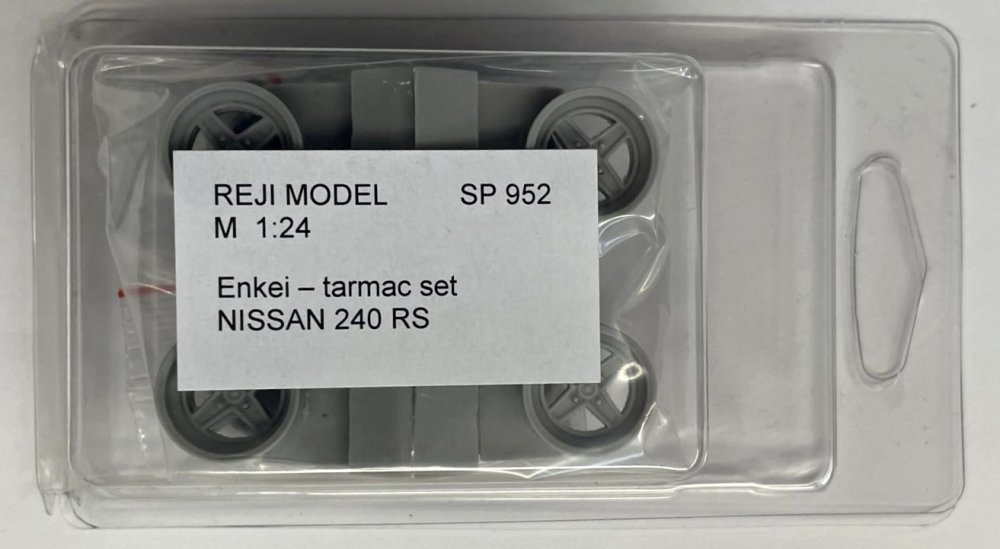 REJI MODEL SP 952
M 1:24
Enkei – tarmac set
NISSAN 240 RS